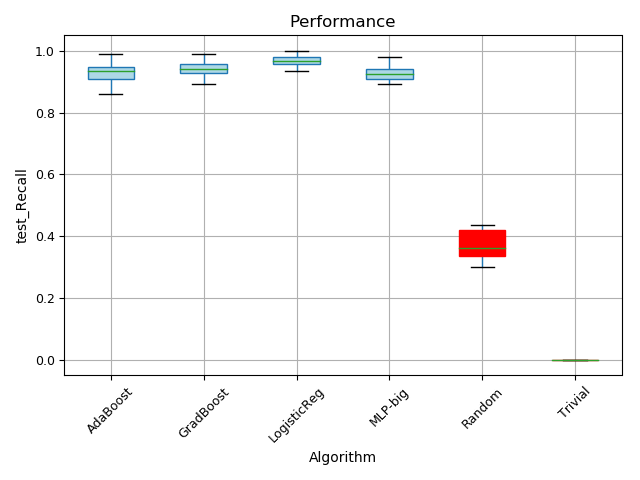 Performance
test_Recall
1.0
0.8
0.6
0.4
0.2
0.0
AdaBoost
GradBoost
LogisticReg
MLP-big
Random
Trivial
Algorithm